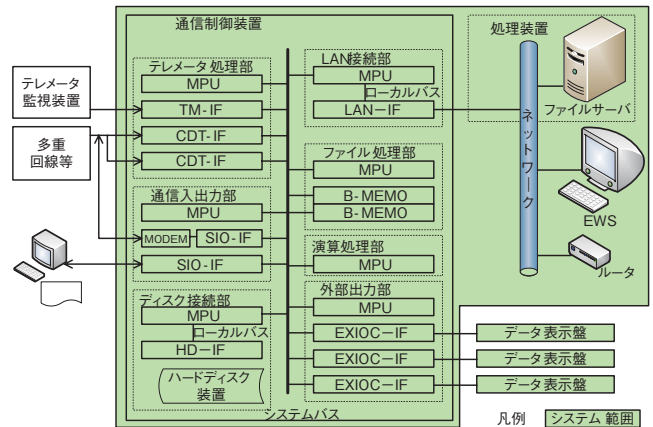 通信制御装置
処理装置
テレメータ処理部
MPU
TM-IF
CDT-IF
CDT-IF
テレメータ
監視装置
多重
回線等
通信入出力部
MPU
MODEM
SIO-IF
SIO-IF
ディスク接続部
MPU
ローカルバス
HD-IF
ハードディスク
装置
システムバス
LAN接続部
MPU
ローカルバス
LAN-IF
ファイル処理部
MPU
B-MEMO
B-MEMO
演算処理部
MPU
外部出力部
MPU
EXIOC-IF
EXIOC-IF
EXIOC-IF
ネットワーク
ファイルサーバ
EWS
ルータ
データ表示盤
データ表示盤
データ表示盤
凡例
システム範囲